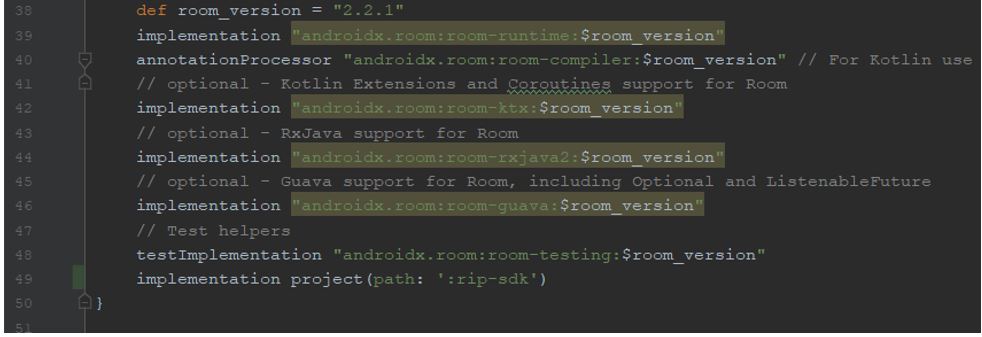 38 def room_version = "2.2.1"
39 implementation "androidx.room:room-runtime:$room_version"
40 annotationProcessor "androidx.room:room-compiler:$room_version" // For Kotlin use
41 // optional - Kotlin Extensions and Coroutines support for Room
42 implementation "androidx.room:room-ktx:$room_version"
43 // optional - RxJava support for Room
44 implementation "androidx.room:room-rxjava2:$room_version"
45 // optional - Guava support for Room, including Optional and ListenableFuture
46 implementation "androidx.room:room-guava:$room_version"
47 // Test helpers
48 testImplementation "androidx.room:room-testing:$room_version"
49 implementation project(path: ':rip-sdk')
50 }
51